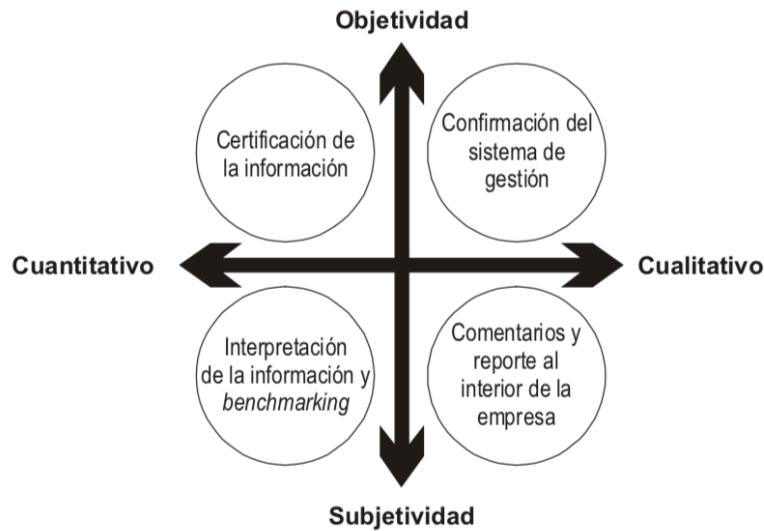 Objetividad
Certificación de
la información
Confirmación del
sistema de
gestión
Cuantitativo
Cualitativo
Interpretación
de la información y
benchmarking
Comentarios y
reporte al
interior de la
empresa
Subjetividad